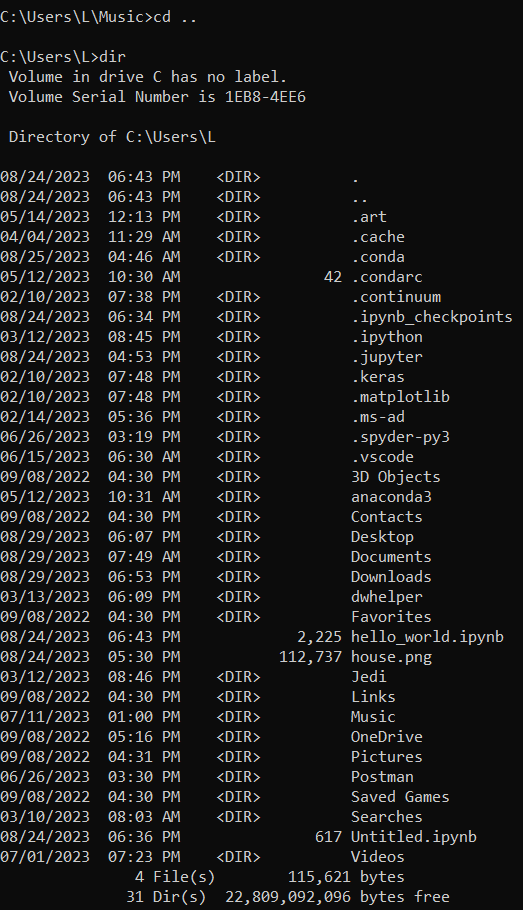 C:\Users\L\Music>cd ..
C:\Users\L>dir
 Volume in drive C has no label.
 Volume Serial Number is 1EB8-4EE6
 Directory of C:\Users\L
08/24/2023  06:43 PM    <DIR>          .
08/24/2023  06:43 PM    <DIR>          ..
05/14/2023  12:13 PM    <DIR>          .art
04/04/2023  11:29 AM    <DIR>          .cache
08/25/2023  04:46 AM    <DIR>          .conda
05/12/2023  10:30 AM                42 .condarc
02/10/2023  07:38 PM    <DIR>          .continuum
08/24/2023  06:34 PM    <DIR>          .ipynb_checkpoints
03/12/2023  08:45 PM    <DIR>          .ipython
08/24/2023  04:53 PM    <DIR>          .jupyter
02/10/2023  07:48 PM    <DIR>          .keras
02/10/2023  07:48 PM    <DIR>          .matplotlib
02/14/2023  05:36 PM    <DIR>          .ms-ad
06/26/2023  03:19 PM    <DIR>          .spyder-py3
06/15/2023  06:30 AM    <DIR>          .vscode
09/08/2022  04:30 PM    <DIR>          3D Objects
05/12/2023  10:31 AM    <DIR>          anaconda3
09/08/2022  04:30 PM    <DIR>          Contacts
08/29/2023  06:07 PM    <DIR>          Desktop
08/29/2023  07:49 AM    <DIR>          Documents
08/29/2023  06:53 PM    <DIR>          Downloads
03/13/2023  06:09 PM    <DIR>          dwhelper
09/08/2022  04:30 PM    <DIR>          Favorites
08/24/2023  06:43 PM             2,225 hello_world.ipynb
08/24/2023  05:30 PM           112,737 house.png
03/12/2023  08:46 PM    <DIR>          Jedi
09/08/2022  04:30 PM    <DIR>          Links
07/11/2023  01:00 PM    <DIR>          Music
09/08/2022  05:16 PM    <DIR>          OneDrive
09/08/2022  04:31 PM    <DIR>          Pictures
06/26/2023  03:30 PM    <DIR>          Postman
09/08/2022  04:30 PM    <DIR>          Saved Games
03/10/2023  08:03 AM    <DIR>          Searches
08/24/2023  06:36 PM               617 Untitled.ipynb
07/01/2023  07:23 PM    <DIR>          Videos
               4 File(s)        115,621 bytes
              31 Dir(s)  22,809,092,096 bytes free